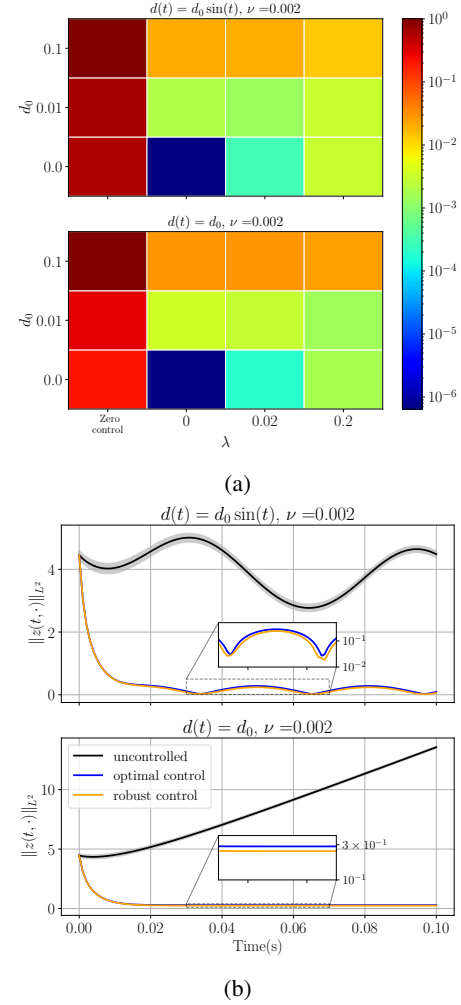 d(t) = d₀ sin(t), ν =0.002
0.1
0.01
0.0
d₀
10⁰
10⁻¹
10⁻²
10⁻³
10⁻⁴
10⁻⁵
10⁻⁶
d(t) = d₀, ν =0.002
0.1
0.01
0.0
d₀
Zero
control
0
0.02
0.2
λ
(a)
d(t) = d₀ sin(t), ν =0.002
4
2
0
||z(t, ·)||_{L²}
10⁻¹
10⁻²
d(t) = d₀, ν =0.002
uncontrolled
optimal control
robust control
10
5
0
||z(t, ·)||_{L²}
3 × 10⁻¹
10⁻¹
0.00 0.02 0.04 0.06 0.08 0.10
Time(s)
(b)